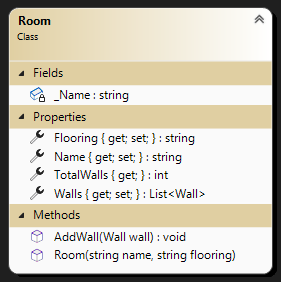 Room
Class
Fields
_Name : string
Properties
Flooring { get; set; } : string
Name { get; set; } : string
TotalWalls { get; } : int
Walls { get; set; } : List<Wall>
Methods
AddWall(Wall wall) : void
Room(string name, string flooring)